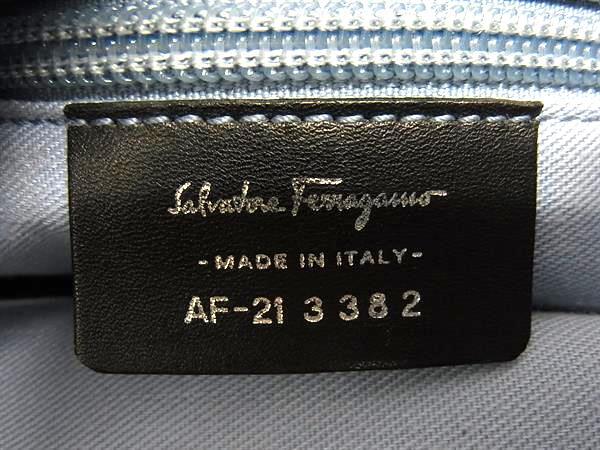 Salvatore Ferragamo
-MADE IN ITALY-
AF-21 3382